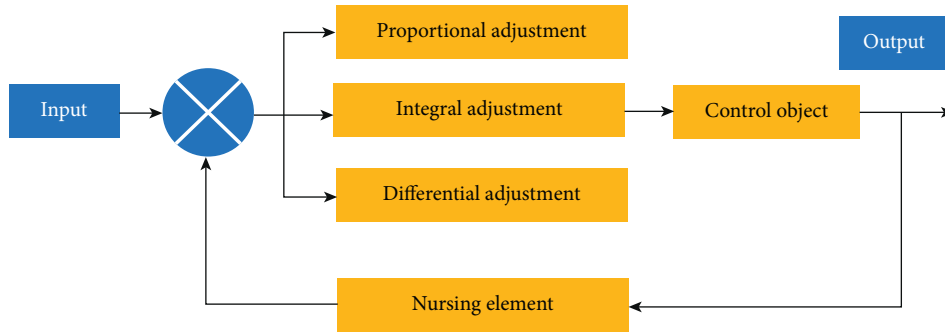 Proportional adjustment
Output
Input
Integral adjustment
Control object
Differential adjustment
Nursing element